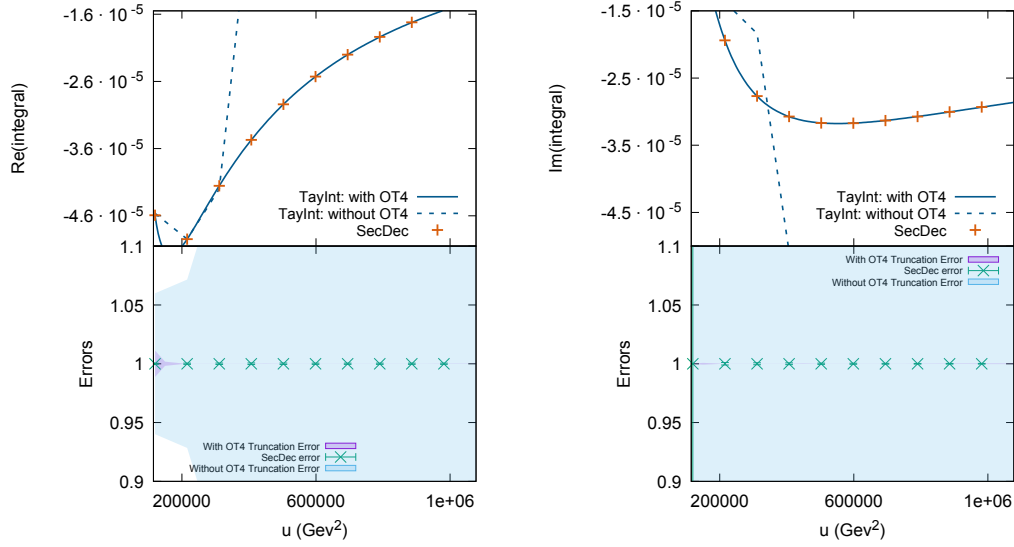 -1.6 · 10⁻⁵
-2.6 · 10⁻⁵
-3.6 · 10⁻⁵
-4.6 · 10⁻⁵
Re(integral)
TayInt: with OT4
TayInt: without OT4
SecDec
1.1
1.05
1
0.95
0.9
Errors
With OT4 Truncation Error
SecDec error
Without OT4 Truncation Error
200000 600000 1e+06
u (Gev²)
-1.5 · 10⁻⁵
-2.5 · 10⁻⁵
-3.5 · 10⁻⁵
-4.5 · 10⁻⁵
Im(integral)
TayInt: with OT4
TayInt: without OT4
SecDec
1.1
1.05
1
0.95
0.9
Errors
With OT4 Truncation Error
SecDec error
Without OT4 Truncation Error
200000 600000 1e+06
u (Gev²)